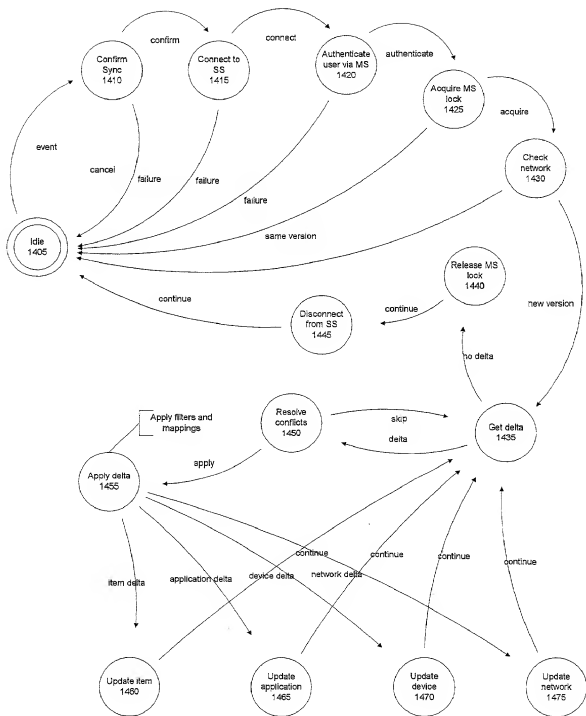 confirm
connect
authenticate
Confirm
Sync
1410
Connect to
SS
1415
Authenticate
user via MS
1420
Acquire MS
lock
1425
acquire
event
cancel
failure
failure
failure
Check
network
1430
Idle
1405
same version
Release MS
lock
1440
new version
continue
continue
Disconnect
from SS
1445
no delta
Apply filters and
mappings
Resolve
conflicts
1450
skip
delta
Get delta
1435
apply
Apply delta
1455
continue
continue
continue
continue
item delta
application delta
device delta
network delta
Update item
1460
Update
application
1465
Update
device
1470
Update
network
1475